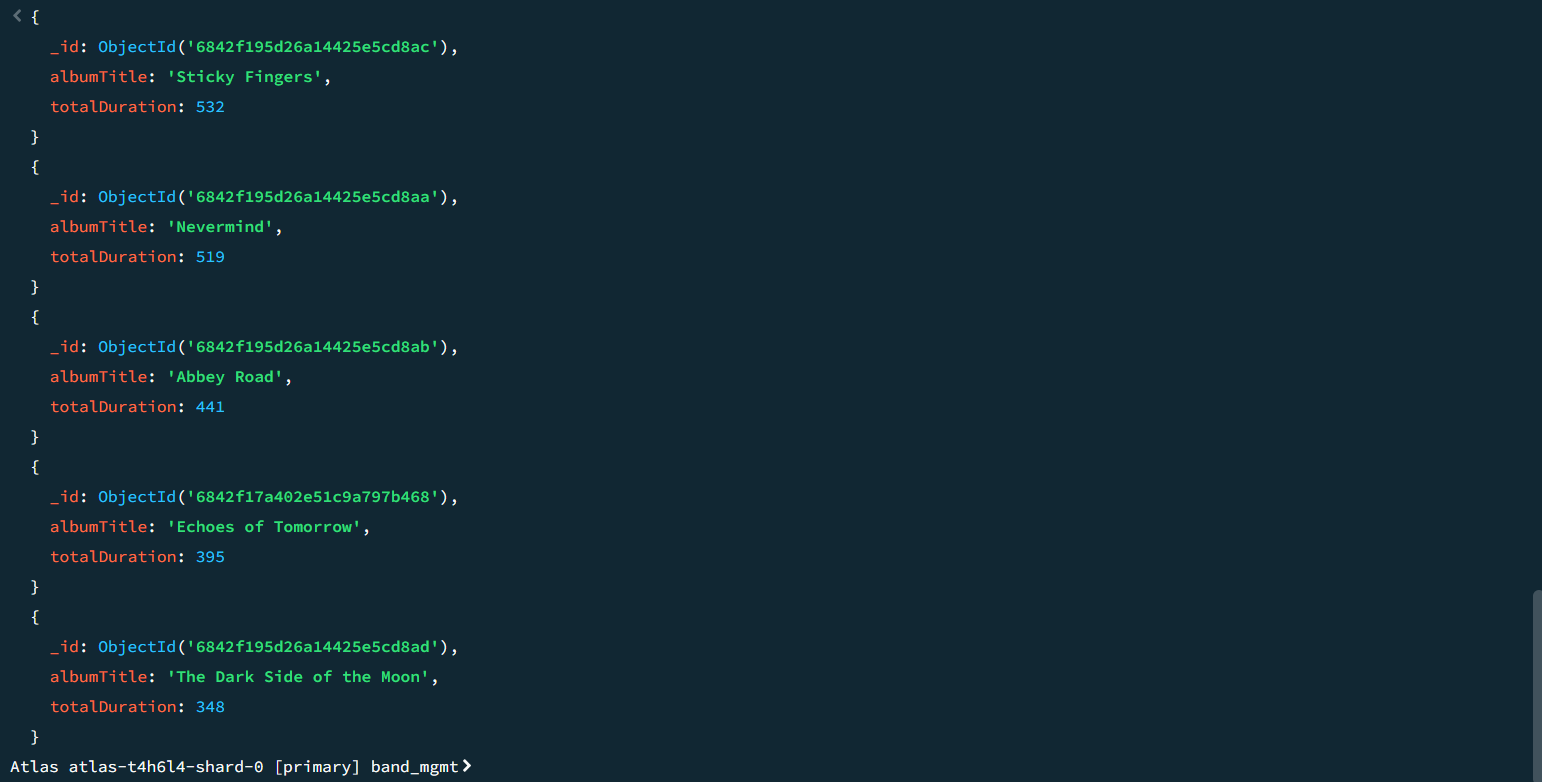 {
_id: ObjectId('6842f195d26a14425e5cd8ac'),
albumTitle: 'Sticky Fingers',
totalDuration: 532
}
{
_id: ObjectId('6842f195d26a14425e5cd8aa'),
albumTitle: 'Nevermind',
totalDuration: 519
}
{
_id: ObjectId('6842f195d26a14425e5cd8ab'),
albumTitle: 'Abbey Road',
totalDuration: 441
}
{
_id: ObjectId('6842f17a402e51c9a797b468'),
albumTitle: 'Echoes of Tomorrow',
totalDuration: 395
}
{
_id: ObjectId('6842f195d26a14425e5cd8ad'),
albumTitle: 'The Dark Side of the Moon',
totalDuration: 348
}
Atlas atlas-t4h6l4-shard-0 [primary] band_mgmt>